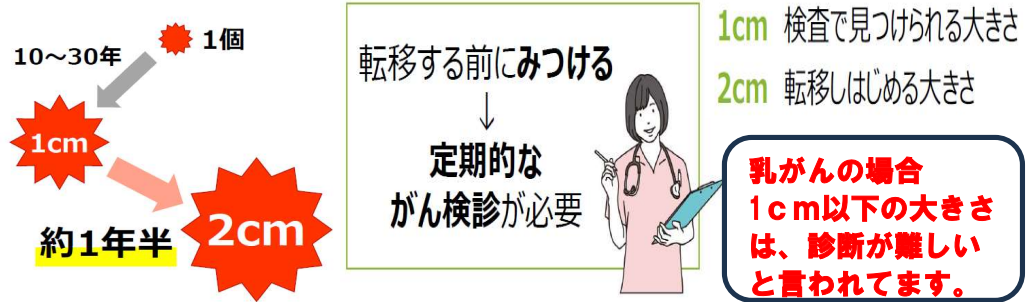 10～30年
1個
1cm
約1年半
2cm
転移する前にみつける
↓
定期的な
がん検診が必要
1cm 検査で見つけられる大きさ
2cm 転移しはじめる大きさ
乳がんの場合
1ｃｍ以下の大きさ
は、診断が難しい
と言われてます。